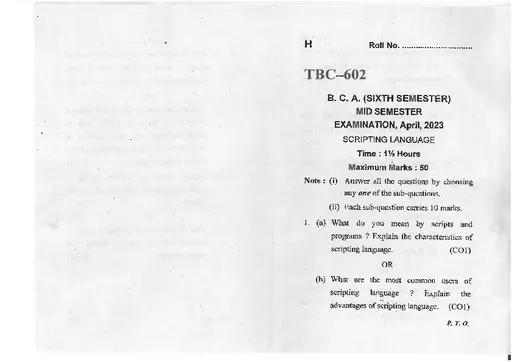 H Roll No. ..............................
TBC–602
B. C. A. (SIXTH SEMESTER)
MID SEMESTER
EXAMINATION, April, 2023
SCRIPTING LANGUAGE
Time : 1½ Hours
Maximum Marks : 50
Note : (i) Answer all the questions by choosing
any one of the sub-questions.
(ii) Each sub-question carries 10 marks.
1. (a) What do you mean by scripts and
programs ? Explain the characteristics of
scripting language. (CO1)
OR
(b) What are the most common users of
scripting language ? Explain the
advantages of scripting language. (CO1)
P. T. O.